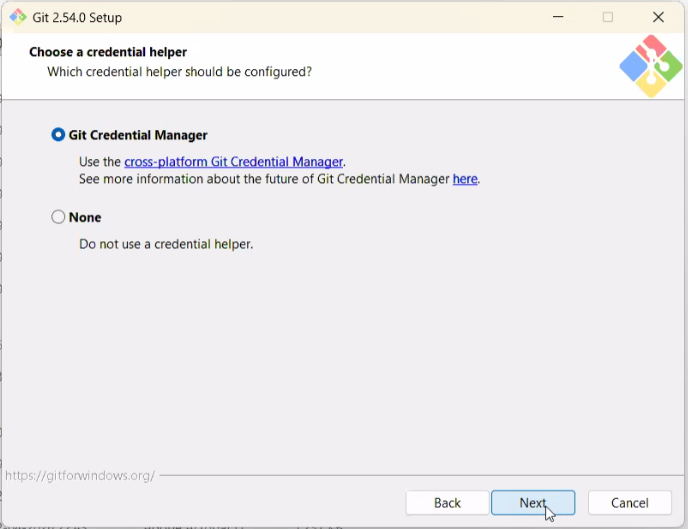 Git 2.54.0 Setup
Choose a credential helper
Which credential helper should be configured?
Git Credential Manager
Use the cross-platform Git Credential Manager.
See more information about the future of Git Credential Manager here.
None
Do not use a credential helper.
https://gitforwindows.org/
Back
Next
Cancel